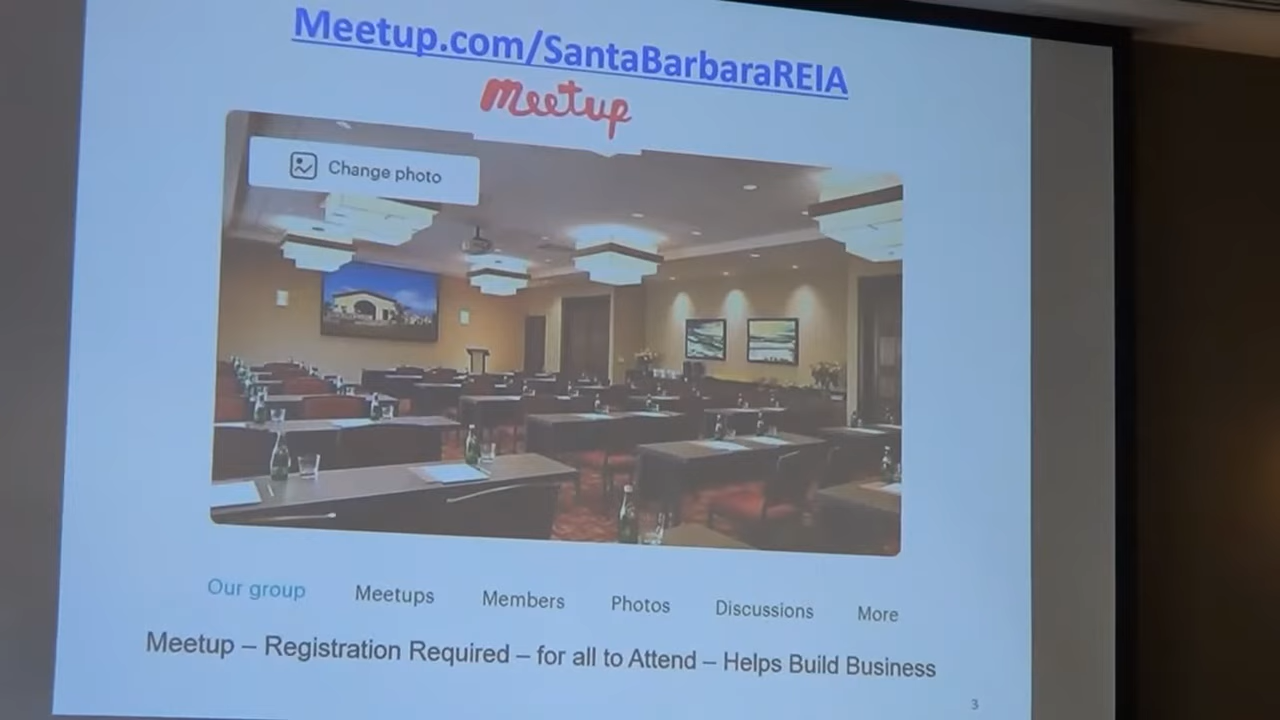 Meetup.com/SantaBarbaraREIA
meetup
Change photo
Our group Meetups Members Photos Discussions More
Meetup – Registration Required – for all to Attend – Helps Build Business
3